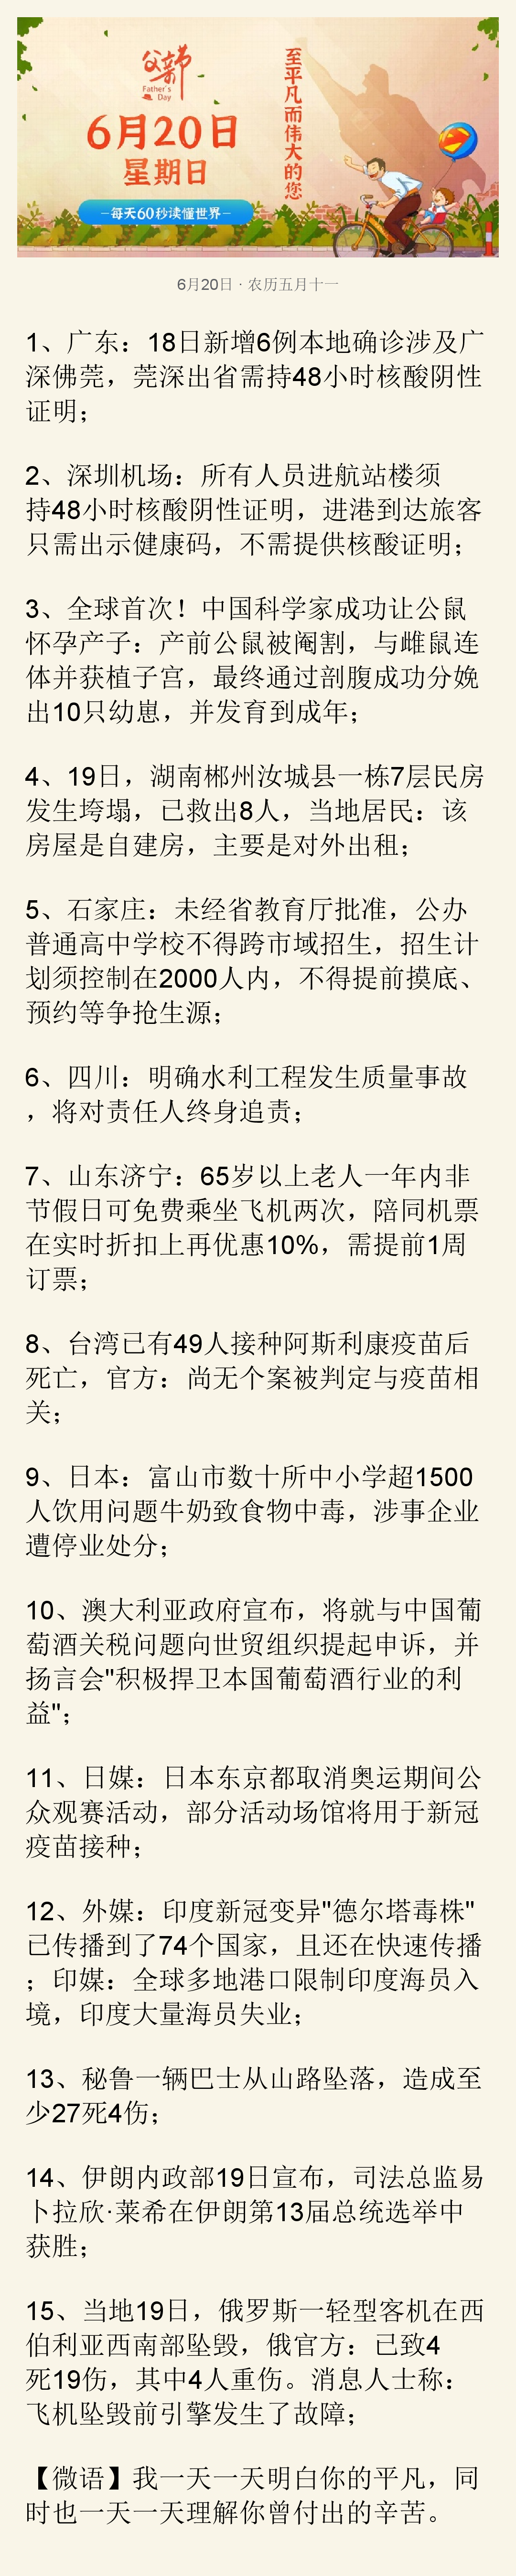 父亲节
Father's
Day
6月20日
星期日
—每天60秒读懂世界—
至平凡而伟大的您
6月20日 · 农历五月十一
1、广东：18日新增6例本地确诊涉及广
深佛莞，莞深出省需持48小时核酸阴性
证明；
2、深圳机场：所有人员进航站楼须
持48小时核酸阴性证明，进港到达旅客
只需出示健康码，不需提供核酸证明；
3、全球首次！中国科学家成功让公鼠
怀孕产子：产前公鼠被阉割，与雌鼠连
体并获植子宫，最终通过剖腹成功分娩
出10只幼崽，并发育到成年；
4、19日，湖南郴州汝城县一栋7层民房
发生垮塌，已救出8人，当地居民：该
房屋是自建房，主要是对外出租；
5、石家庄：未经省教育厅批准，公办
普通高中学校不得跨市域招生，招生计
划须控制在2000人内，不得提前摸底、
预约等争抢生源；
6、四川：明确水利工程发生质量事故
，将对责任人终身追责；
7、山东济宁：65岁以上老人一年内非
节假日可免费乘坐飞机两次，陪同机票
在实时折扣上再优惠10%，需提前1周
订票；
8、台湾已有49人接种阿斯利康疫苗后
死亡，官方：尚无个案被判定与疫苗相
关；
9、日本：富山市数十所中小学超1500
人饮用问题牛奶致食物中毒，涉事企业
遭停业处分；
10、澳大利亚政府宣布，将就与中国葡
萄酒关税问题向世贸组织提起申诉，并
扬言会"积极捍卫本国葡萄酒行业的利
益"；
11、日媒：日本东京都取消奥运期间公
众观赛活动，部分活动场馆将用于新冠
疫苗接种；
12、外媒：印度新冠变异"德尔塔毒株"
已传播到了74个国家，且还在快速传播
；印媒：全球多地港口限制印度海员入
境，印度大量海员失业；
13、秘鲁一辆巴士从山路坠落，造成至
少27死4伤；
14、伊朗内政部19日宣布，司法总监易
卜拉欣·莱希在伊朗第13届总统选举中
获胜；
15、当地19日，俄罗斯一轻型客机在西
伯利亚西南部坠毁，俄官方：已致4
死19伤，其中4人重伤。消息人士称：
飞机坠毁前引擎发生了故障；
【微语】我一天一天明白你的平凡，同
时也一天一天理解你曾付出的辛苦。